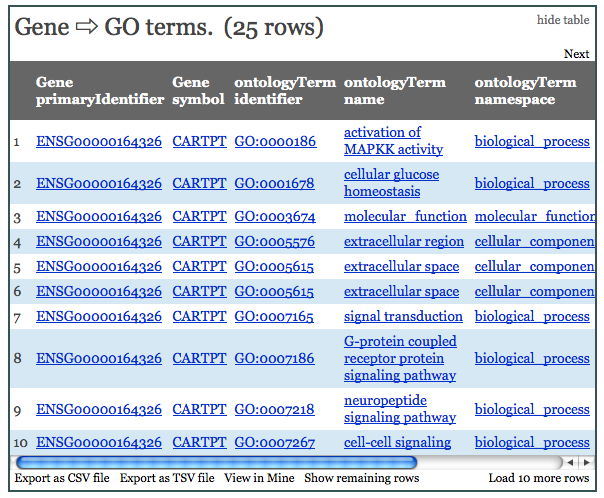 Gene ⇨ GO terms. (25 rows)
hide table
Next
Gene primaryIdentifier Gene symbol ontologyTerm identifier ontologyTerm name ontologyTerm namespace
1 ENSG00000164326 CARTPT GO:0000186 activation of MAPKK activity biological_process
2 ENSG00000164326 CARTPT GO:0001678 cellular glucose homeostasis biological_process
3 ENSG00000164326 CARTPT GO:0003674 molecular_function molecular_function
4 ENSG00000164326 CARTPT GO:0005576 extracellular region cellular_componen
5 ENSG00000164326 CARTPT GO:0005615 extracellular space cellular_componen
6 ENSG00000164326 CARTPT GO:0005615 extracellular space cellular_componen
7 ENSG00000164326 CARTPT GO:0007165 signal transduction biological_process
8 ENSG00000164326 CARTPT GO:0007186 G-protein coupled receptor protein signaling pathway biological_process
9 ENSG00000164326 CARTPT GO:0007218 neuropeptide signaling pathway biological_process
10 ENSG00000164326 CARTPT GO:0007267 cell-cell signaling biological_process
Export as CSV file Export as TSV file View in Mine Show remaining rows Load 10 more rows